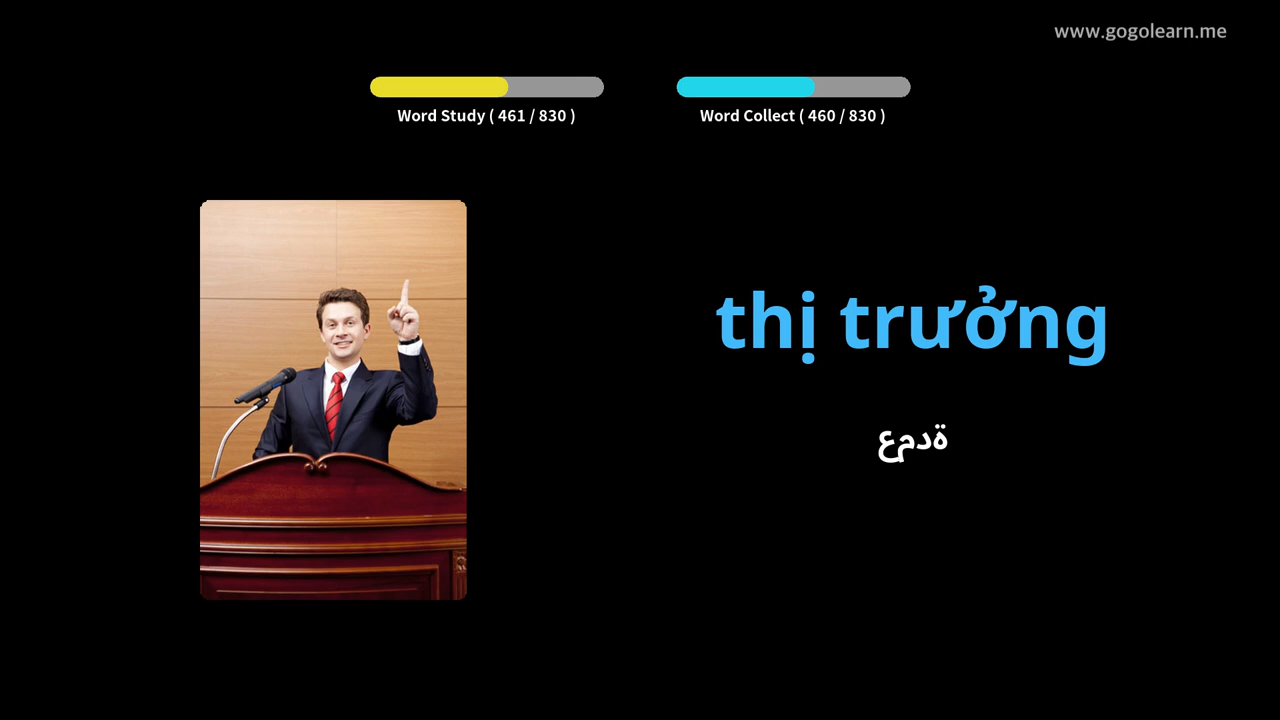 www.gogolearn.me
Word Study ( 461 / 830 )
Word Collect ( 460 / 830 )
thị trưởng
عمدة